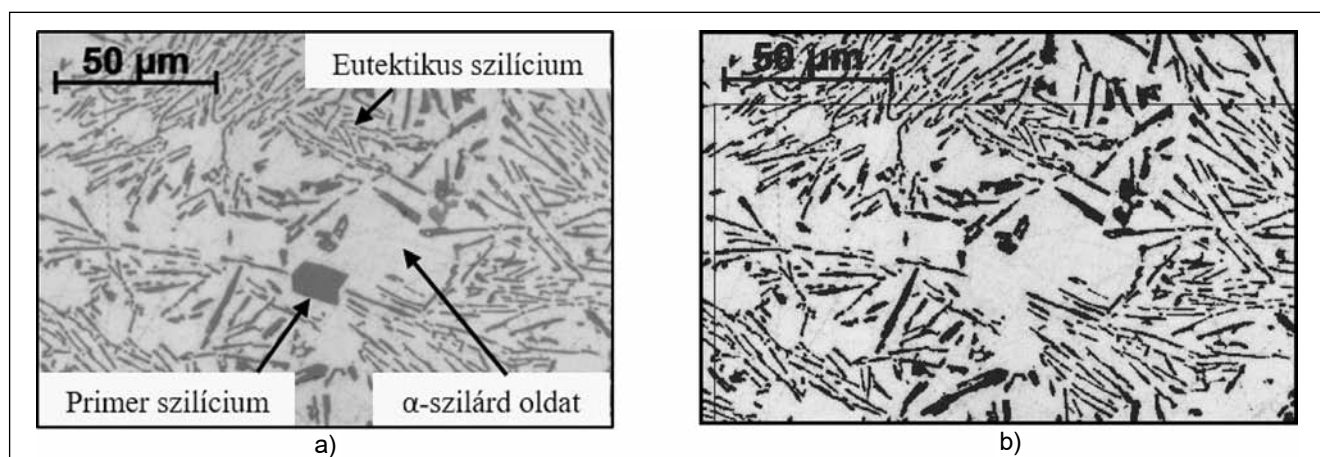 50 µm
Eutektikus szilícium
Primer szilícium
α-szilárd oldat
a)
50 µm
b)